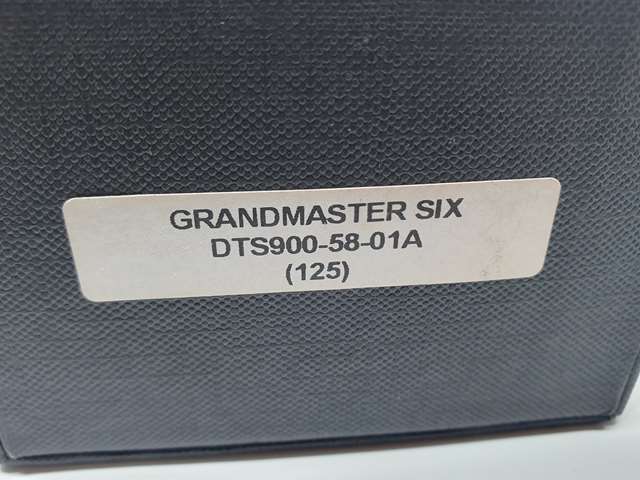 GRANDMASTER SIX
DTS900-58-01A
(125)